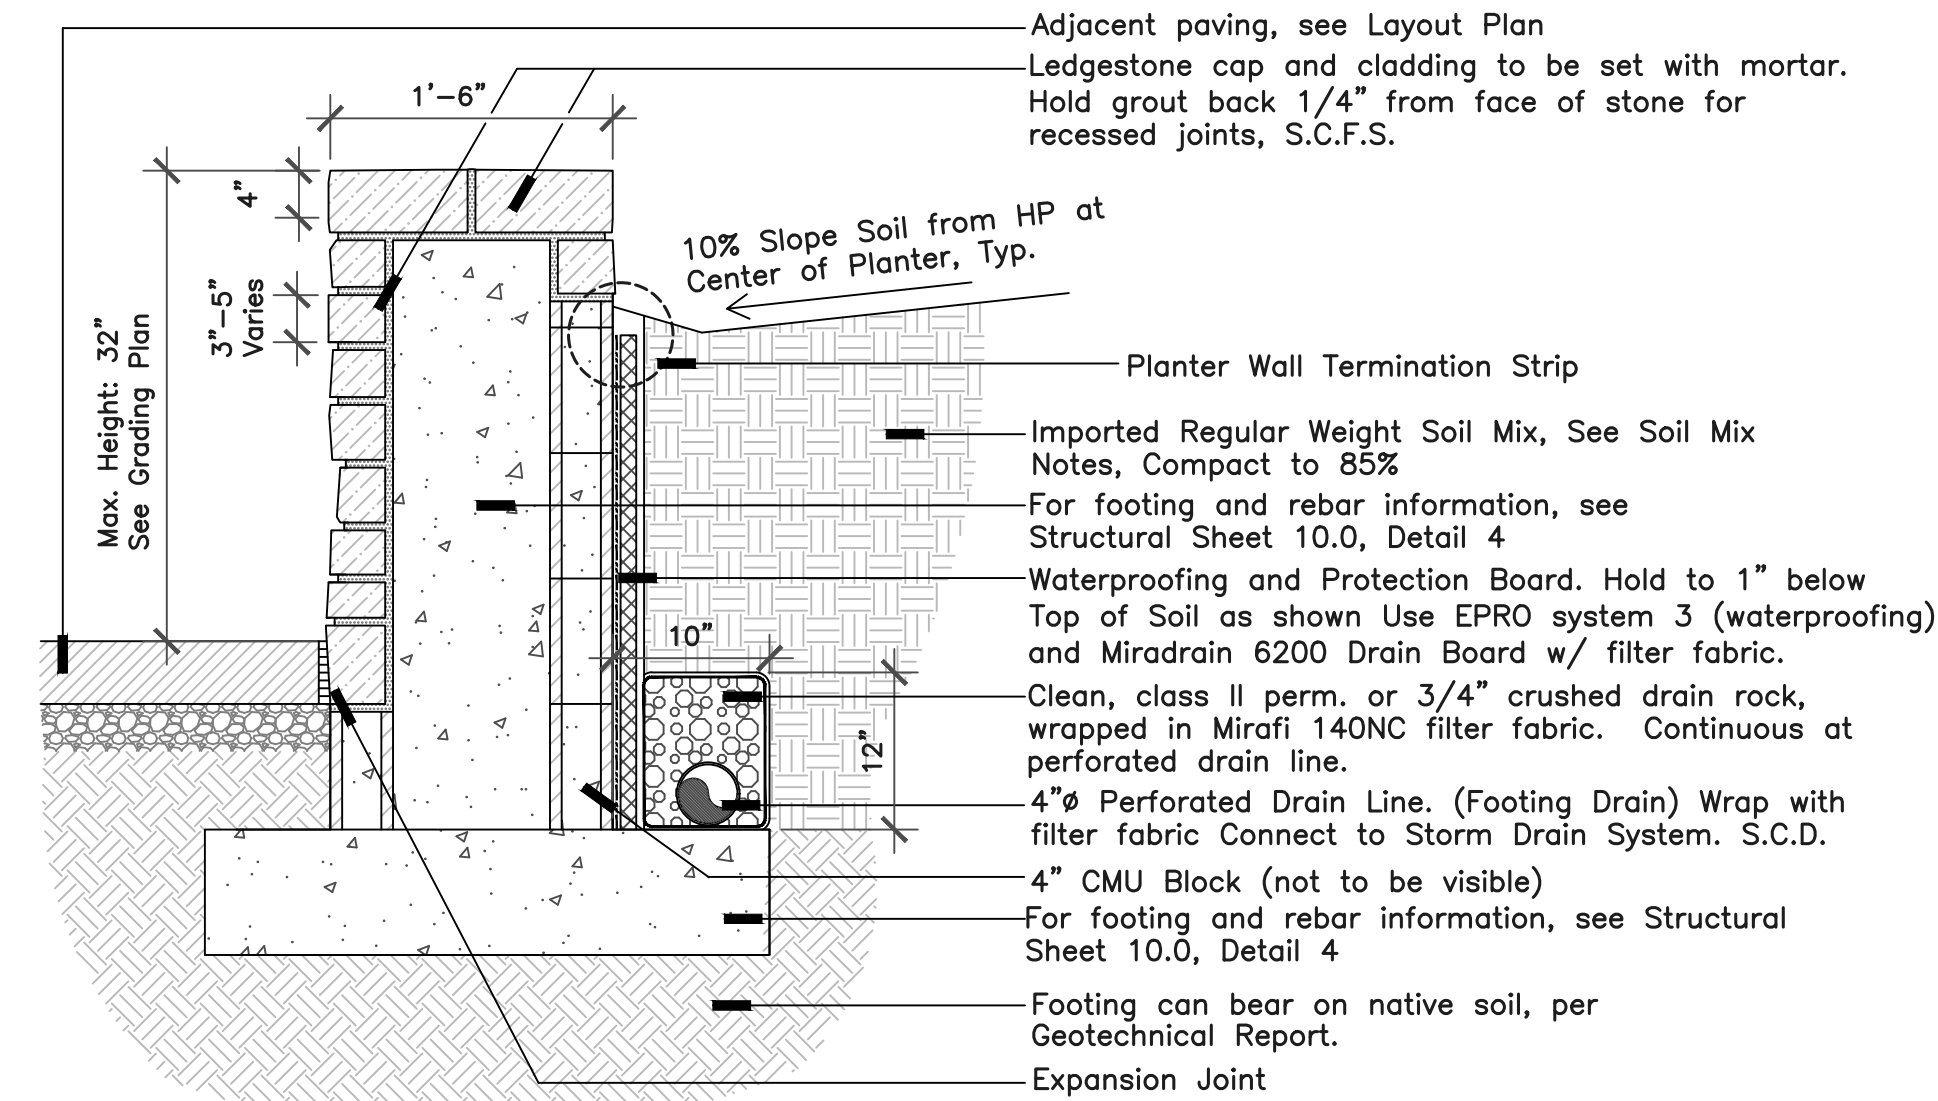 Adjacent paving, see Layout Plan
Ledgestone cap and cladding to be set with mortar.
Hold grout back 1/4” from face of stone for
recessed joints, S.C.F.S.
1’–6”
4”
3”–5”
Varies
Max. Height: 32”
See Grading Plan
10% Slope Soil from HP at
Center of Planter, Typ.
Planter Wall Termination Strip
Imported Regular Weight Soil Mix, See Soil Mix
Notes, Compact to 85%
For footing and rebar information, see
Structural Sheet 10.0, Detail 4
Waterproofing and Protection Board. Hold to 1” below
Top of Soil as shown Use EPRO system 3 (waterproofing)
and Miradrain 6200 Drain Board w/ filter fabric.
10”
12”
Clean, class II perm. or 3/4” crushed drain rock,
wrapped in Mirafi 140NC filter fabric. Continuous at
perforated drain line.
4”ø Perforated Drain Line. (Footing Drain) Wrap with
filter fabric Connect to Storm Drain System. S.C.D.
4” CMU Block (not to be visible)
For footing and rebar information, see Structural
Sheet 10.0, Detail 4
Footing can bear on native soil, per
Geotechnical Report.
Expansion Joint